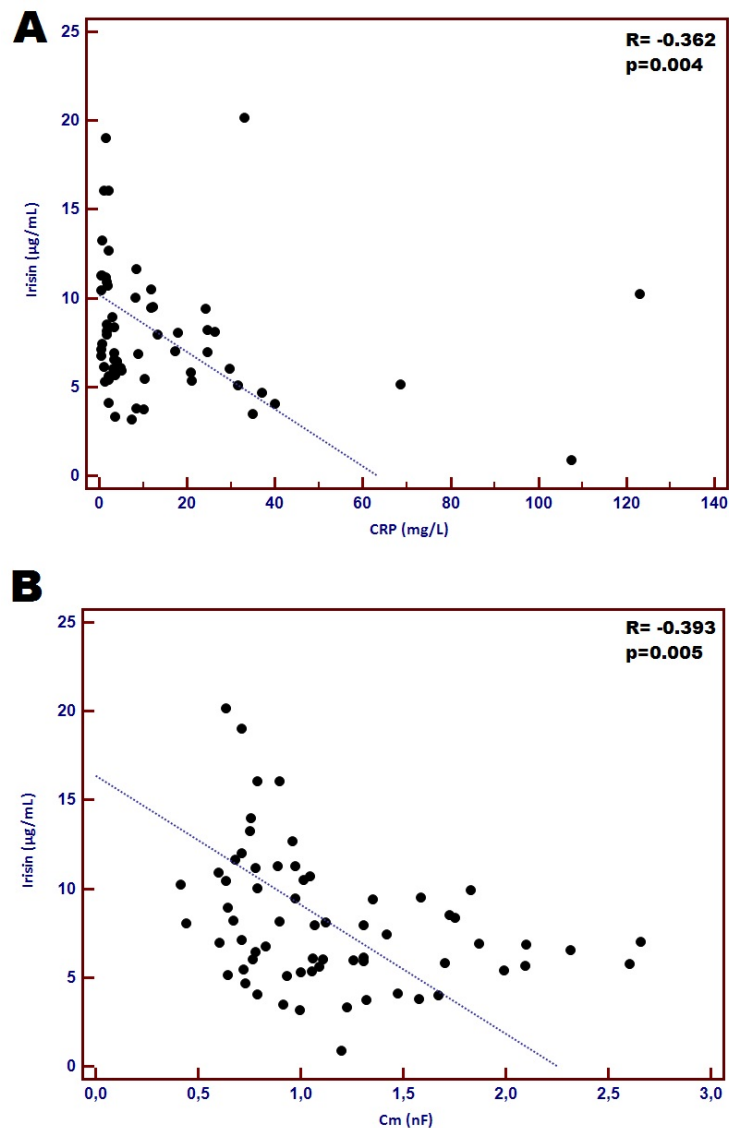 A
R= -0.362
p=0.004
25
20
15
10
5
0
Irisin (µg/mL)
0 20 40 60 80 100 120 140
CRP (mg/L)
B
R= -0.393
p=0.005
25
20
15
10
5
0
Irisin (µg/mL)
0,0 0,5 1,0 1,5 2,0 2,5 3,0
Cm (nF)